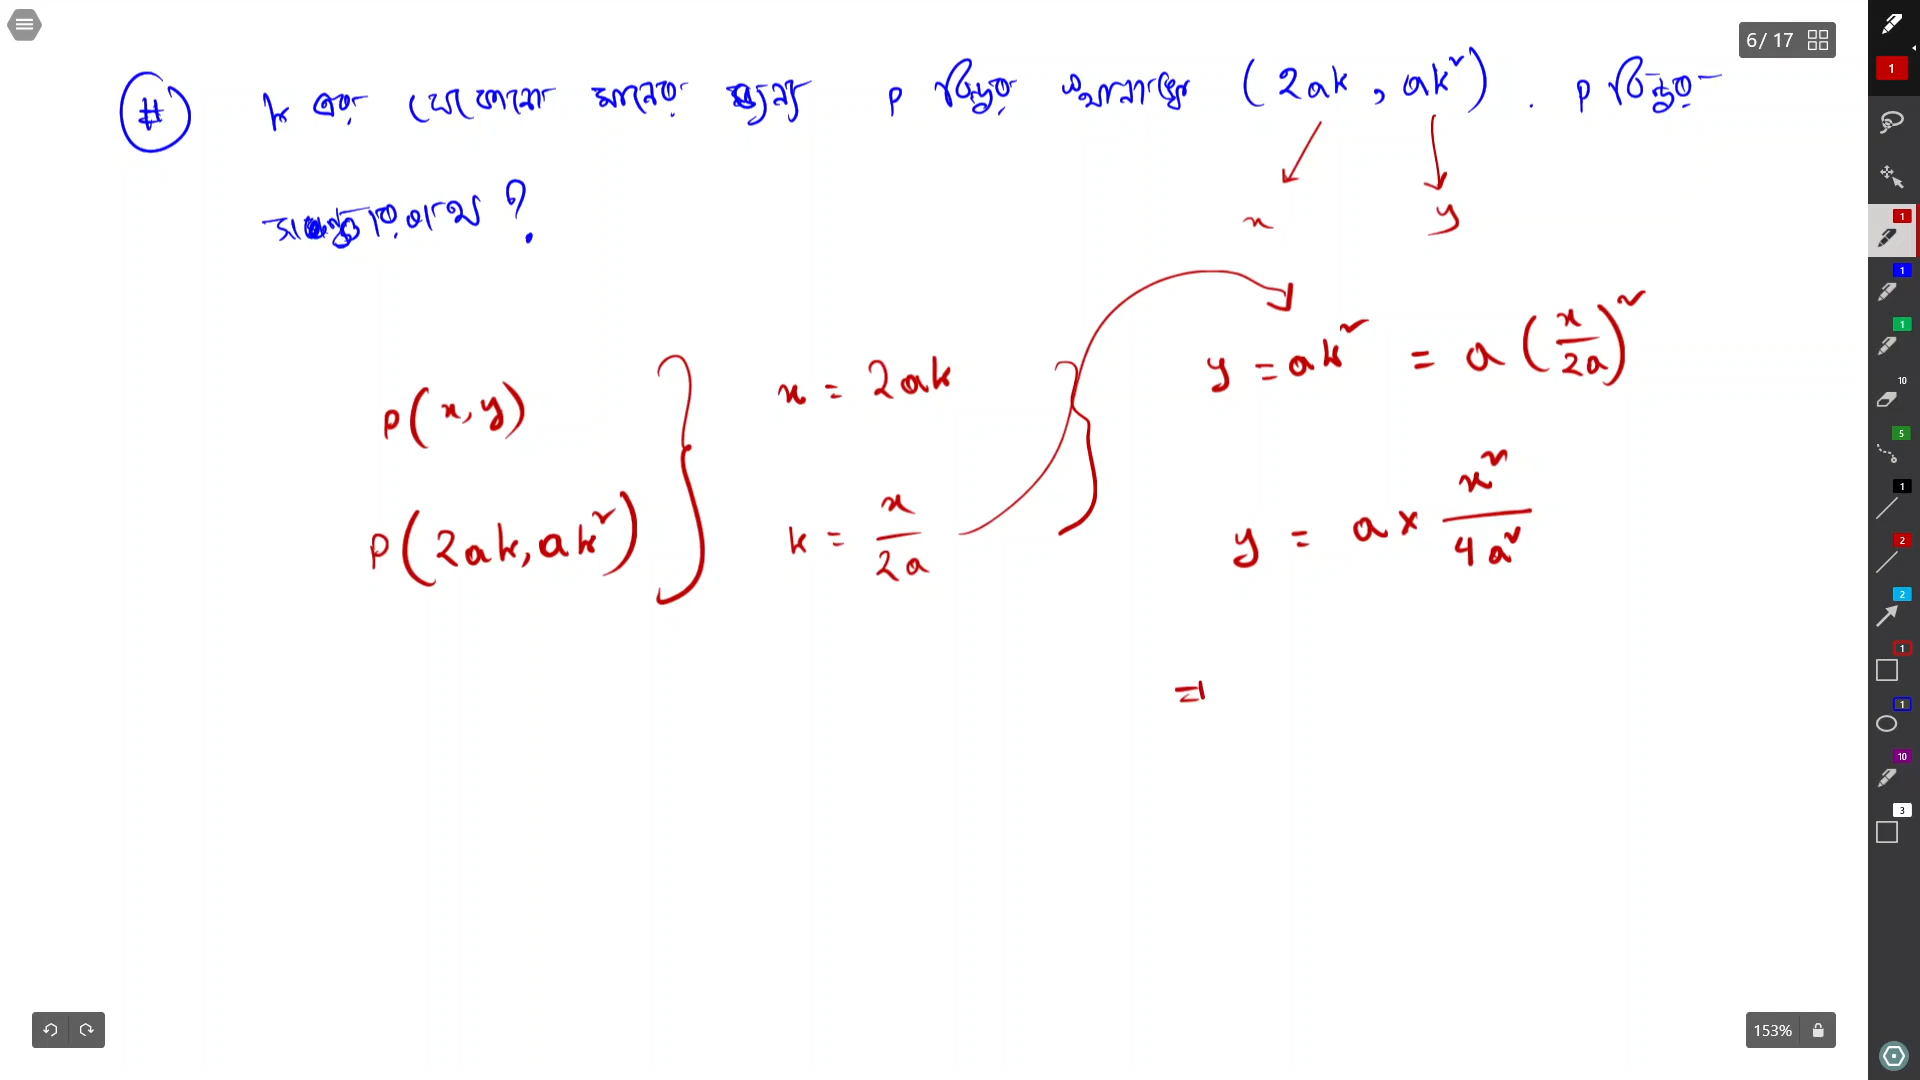 6/ 17
# k এর যেকোনো মানের জন্য P বিন্দুর স্থানাঙ্ক (2ak, ak²) . P বিন্দুর
সঞ্চারপথ ?
x y
P(x, y)
P(2ak, ak²)
x = 2ak
k = x/2a
y = ak² = a(x/2a)²
y = a × x²/4a²
=
153%